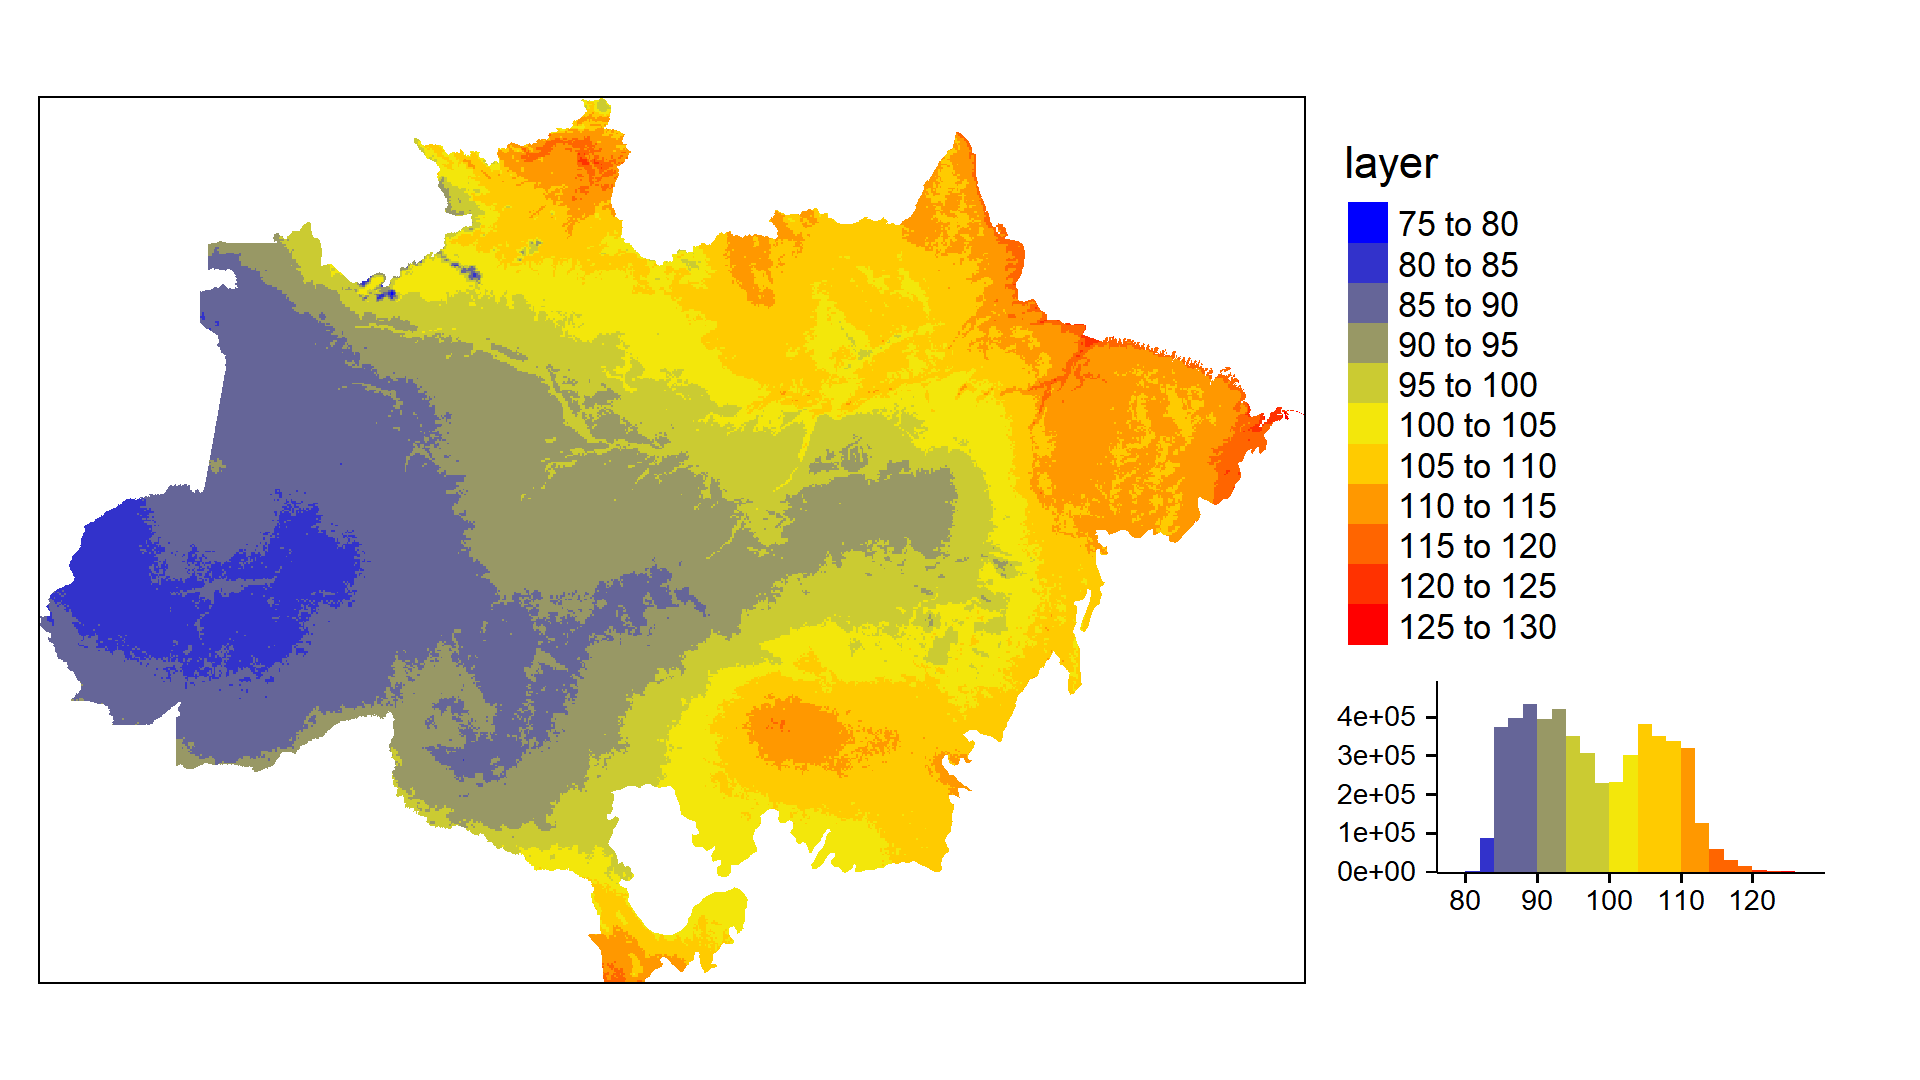 layer
75 to 80
80 to 85
85 to 90
90 to 95
95 to 100
100 to 105
105 to 110
110 to 115
115 to 120
120 to 125
125 to 130
4e+05
3e+05
2e+05
1e+05
0e+00
80 90 100 110 120